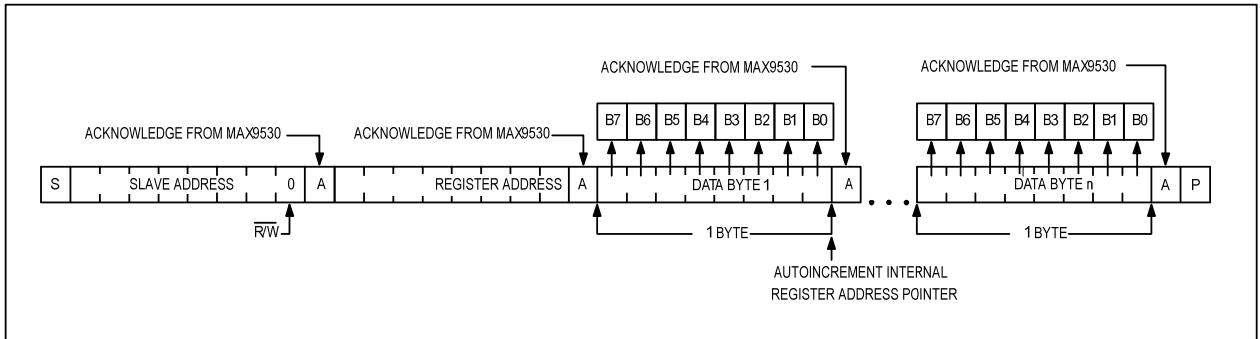 ACKNOWLEDGE FROM MAX9530
ACKNOWLEDGE FROM MAX9530
B7 B6 B5 B4 B3 B2 B1 B0
B7 B6 B5 B4 B3 B2 B1 B0
ACKNOWLEDGE FROM MAX9530
ACKNOWLEDGE FROM MAX9530
S SLAVE ADDRESS 0 A REGISTER ADDRESS A DATA BYTE 1 A DATA BYTE n A P
R/W
1 BYTE
1 BYTE
AUTOINCREMENT INTERNAL
REGISTER ADDRESS POINTER